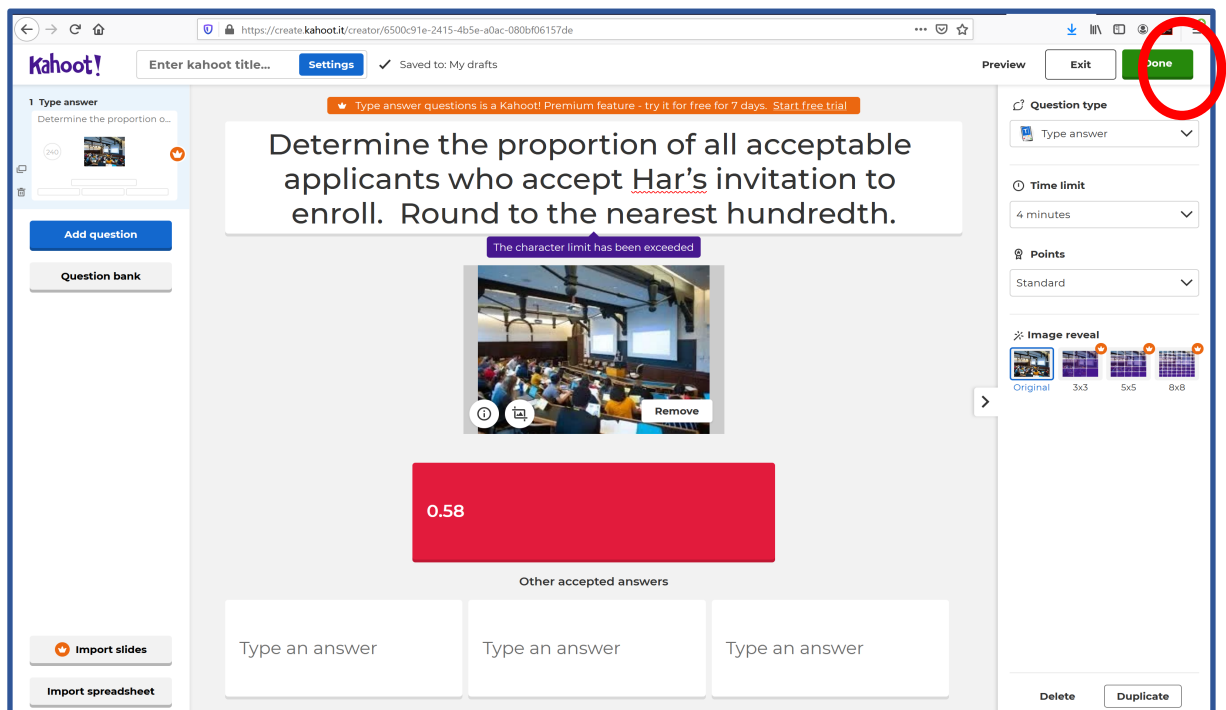 https://create.kahoot.it/creator/6500c91e-2415-4b5e-a0ac-080bf06157de
Kahoot!
Enter kahoot title...
Settings
Saved to: My drafts
Preview
Exit
Done
1 Type answer
Determine the proportion o...
240
Add question
Question bank
Import slides
Import spreadsheet
Type answer questions is a Kahoot! Premium feature - try it for free for 7 days. Start free trial
Determine the proportion of all acceptable
applicants who accept Har's invitation to
enroll. Round to the nearest hundredth.
The character limit has been exceeded
Remove
0.58
Other accepted answers
Type an answer
Type an answer
Type an answer
Question type
Type answer
Time limit
4 minutes
Points
Standard
Image reveal
Original
3x3
5x5
8x8
Delete
Duplicate